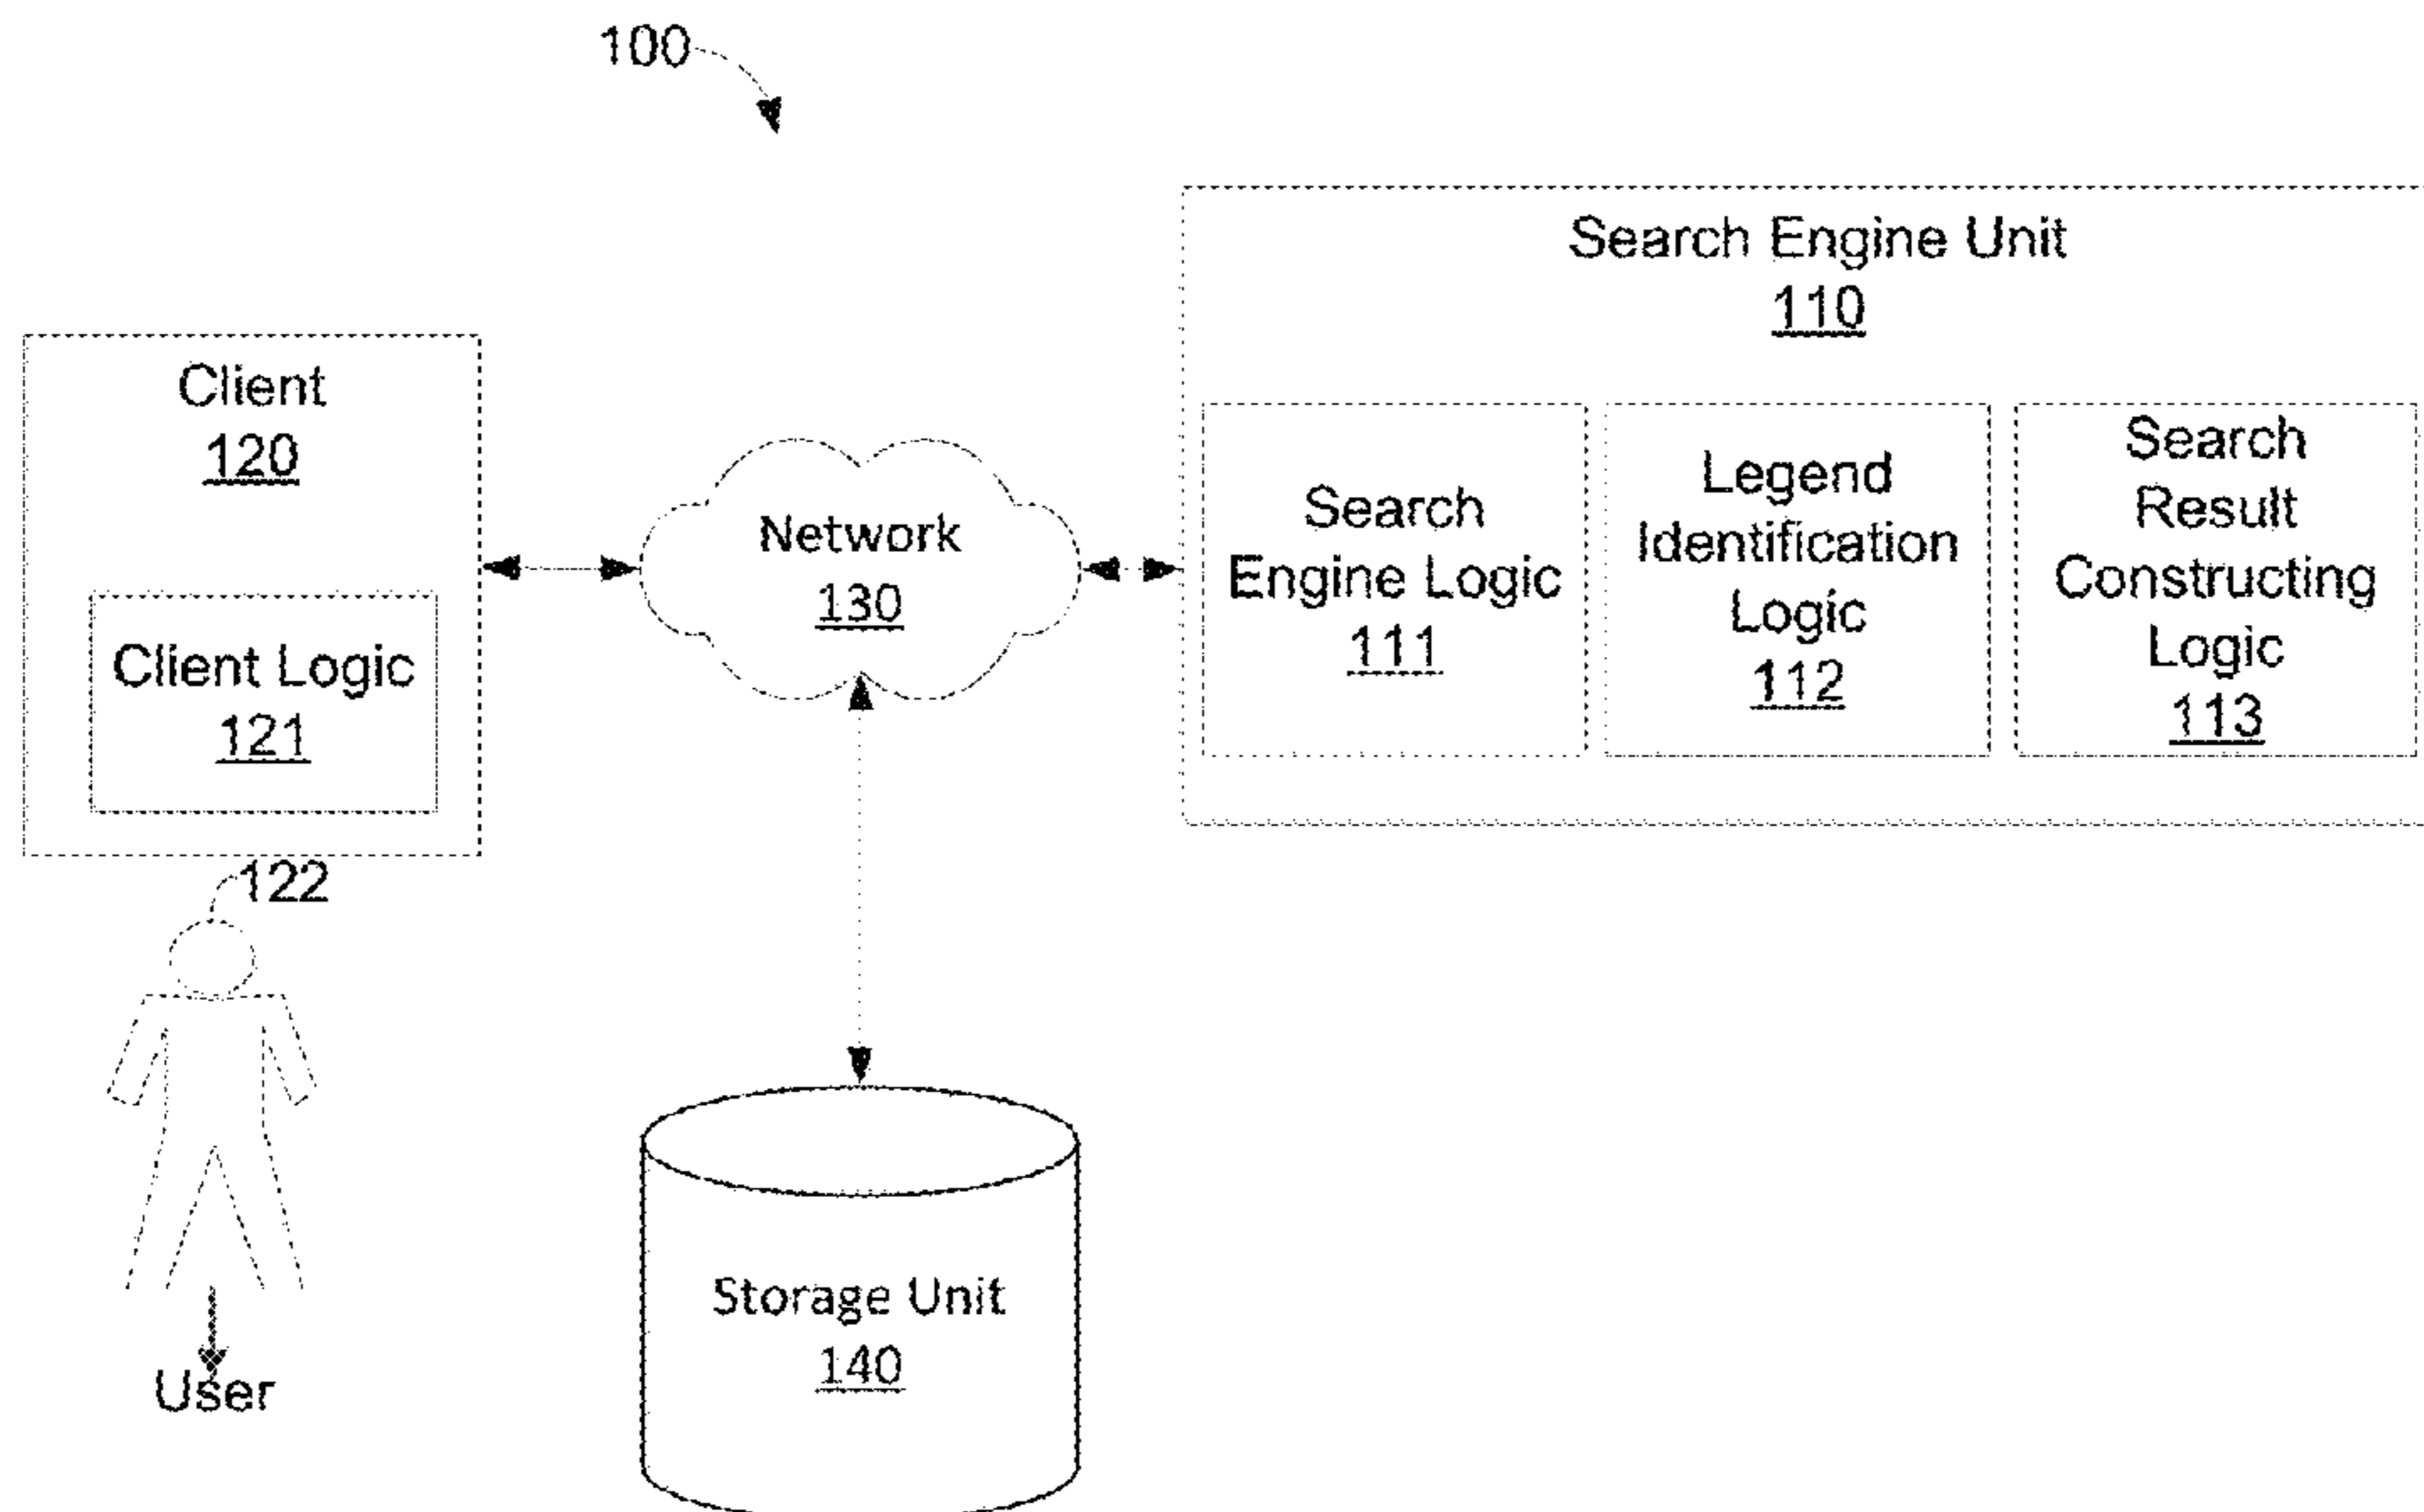 100
Search Engine Unit
110
Client
120
Client Logic
121
Network
130
Search
Engine Logic
111
Legend
Identification
Logic
112
Search
Result
Constructing
Logic
113
122
User
Storage Unit
140